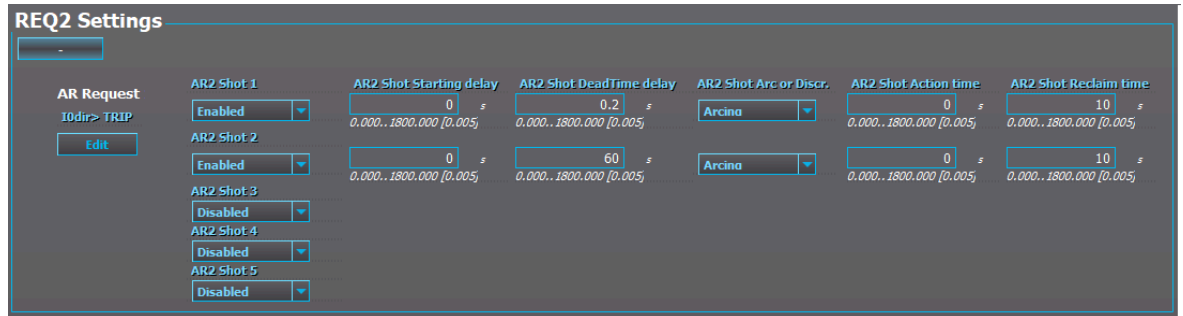 REQ2 Settings
-
AR Request
I0dir> TRIP
Edit
AR2 Shot 1 AR2 Shot Starting delay AR2 Shot DeadTime delay AR2 Shot Arc or Discr. AR2 Shot Action time AR2 Shot Reclaim time
Enabled 0 s 0.2 s Arcing 0 s 10 s
0.000..1800.000 [0.005] 0.000..1800.000 [0.005] 0.000..1800.000 [0.005] 0.000..1800.000 [0.005]
AR2 Shot 2
Enabled 0 s 60 s Arcing 0 s 10 s
0.000..1800.000 [0.005] 0.000..1800.000 [0.005] 0.000..1800.000 [0.005] 0.000..1800.000 [0.005]
AR2 Shot 3
Disabled
AR2 Shot 4
Disabled
AR2 Shot 5
Disabled